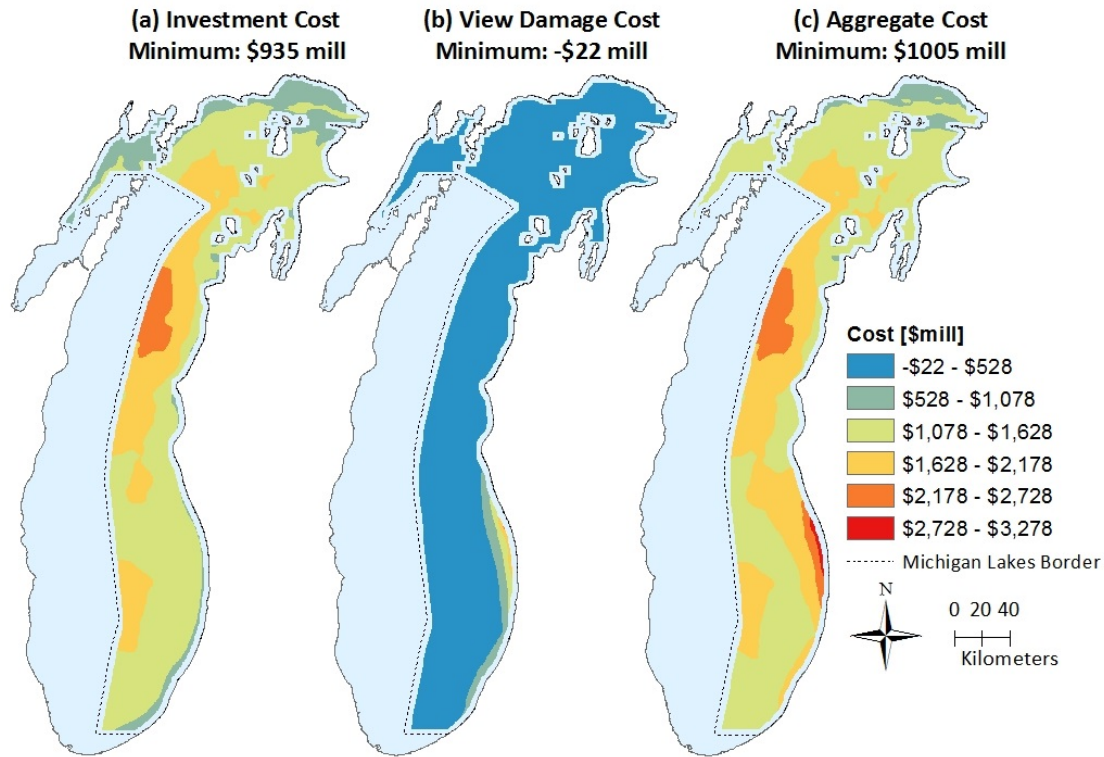 (a) Investment Cost
Minimum: $935 mill
(b) View Damage Cost
Minimum: -$22 mill
(c) Aggregate Cost
Minimum: $1005 mill
Cost [$mill]
-$22 - $528
$528 - $1,078
$1,078 - $1,628
$1,628 - $2,178
$2,178 - $2,728
$2,728 - $3,278
Michigan Lakes Border
N
0 20 40
Kilometers